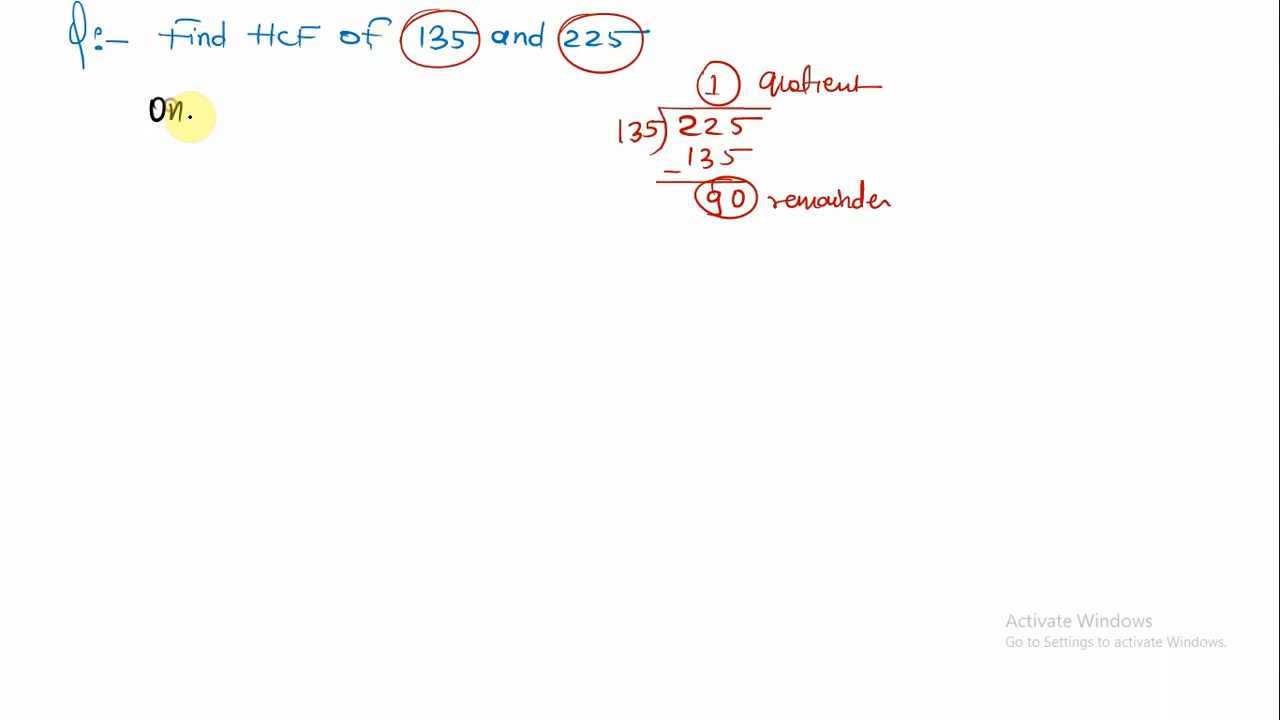 Q:- Find HCF of 135 and 225
1 quotient
On.
135) 225
- 135
90 remainder
Activate Windows
Go to Settings to activate Windows.